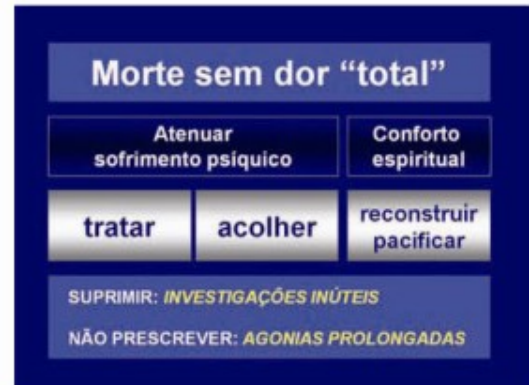 Morte sem dor “total”
Atenuar
sofrimento psíquico
Conforto
espiritual
tratar
acolher
reconstruir
pacificar
SUPRIMIR: INVESTIGAÇÕES INÚTEIS
NÃO PRESCREVER: AGONIAS PROLONGADAS